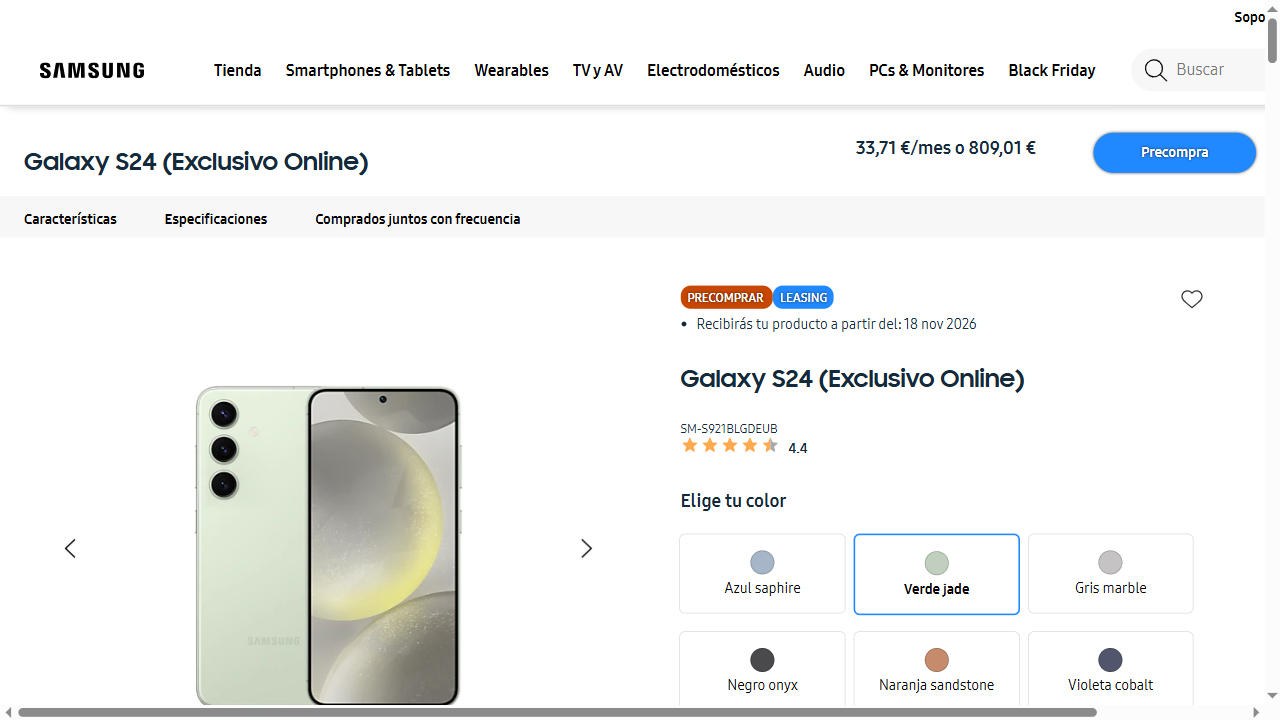 Sopo
SAMSUNG
Tienda
Smartphones & Tablets
Wearables
TV y AV
Electrodomésticos
Audio
PCs & Monitores
Black Friday
Buscar
Galaxy S24 (Exclusivo Online)
33,71 €/mes o 809,01 €
Precompra
Características
Especificaciones
Comprados juntos con frecuencia
PRECOMPRAR
LEASING
Recibirás tu producto a partir del: 18 nov 2026
Galaxy S24 (Exclusivo Online)
SM-S921BLGDEUB
4.4
Elige tu color
Azul saphire
Verde jade
Gris marble
Negro onyx
Naranja sandstone
Violeta cobalt
SAMSUNG